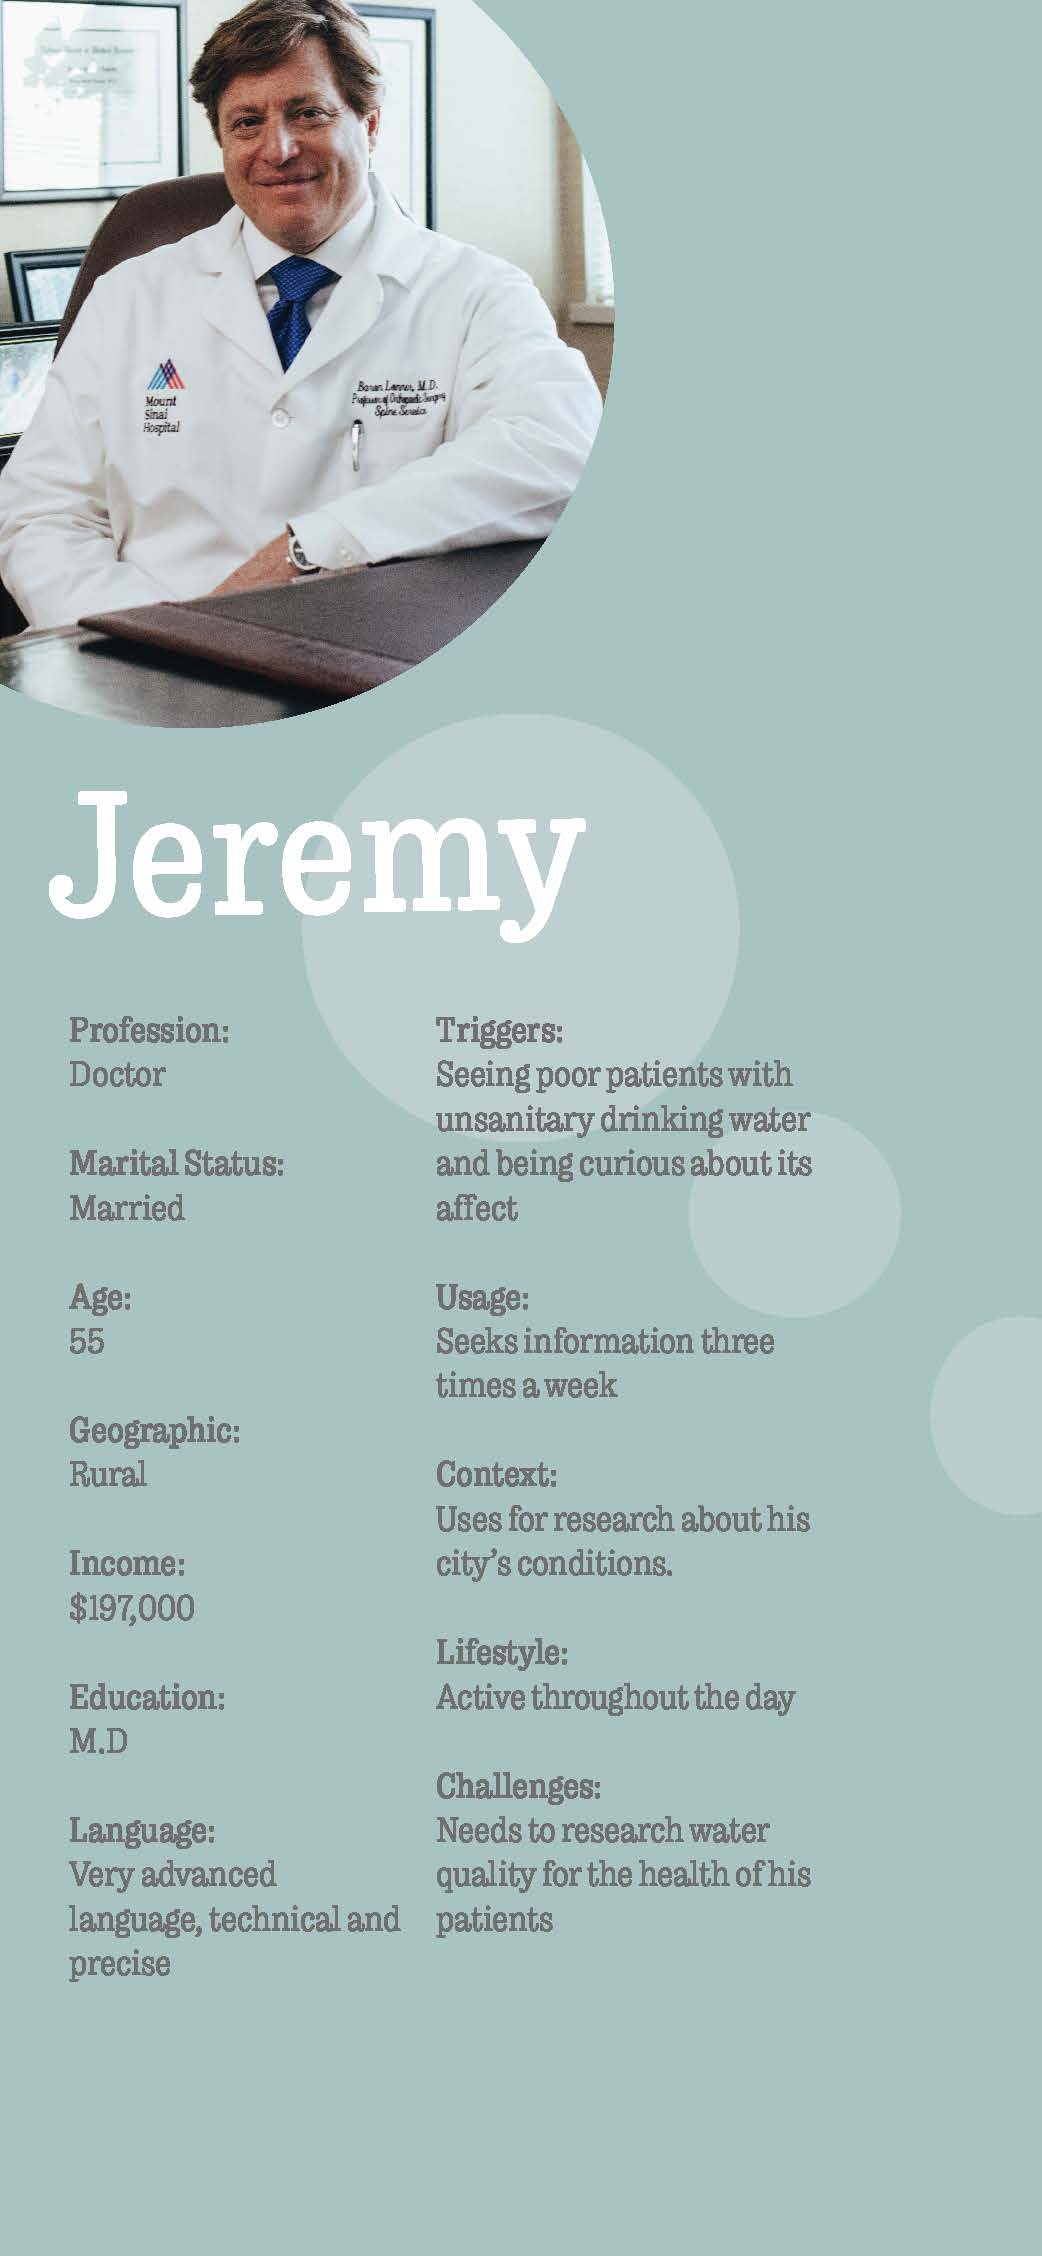 Mount
Sinai
Hospital
Baron Lonner, M.D.
Professor of Orthopaedic Surgery
Spine Service
Jeremy
Profession:
Doctor
Marital Status:
Married
Age:
55
Geographic:
Rural
Income:
$197,000
Education:
M.D
Language:
Very advanced
language, technical and
precise
Triggers:
Seeing poor patients with
unsanitary drinking water
and being curious about its
affect
Usage:
Seeks information three
times a week
Context:
Uses for research about his
city’s conditions.
Lifestyle:
Active throughout the day
Challenges:
Needs to research water
quality for the health of his
patients